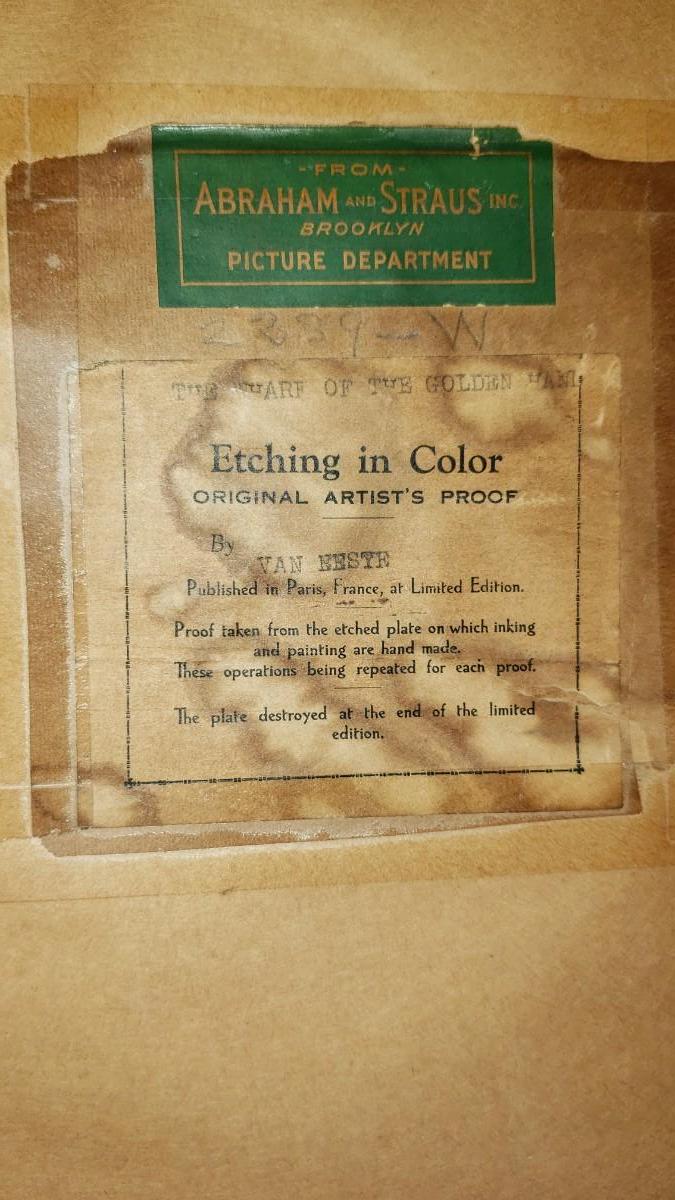 -FROM-
ABRAHAM AND STRAUS INC.
BROOKLYN
PICTURE DEPARTMENT
2339-W
THE WHARF OF THE GOLDEN HAND
Etching in Color
ORIGINAL ARTIST'S PROOF
By
VAN EESTE
Published in Paris, France, at Limited Edition.
Proof taken from the etched plate on which inking
and painting are hand made.
These operations being repeated for each proof.
The plate destroyed at the end of the limited
edition.